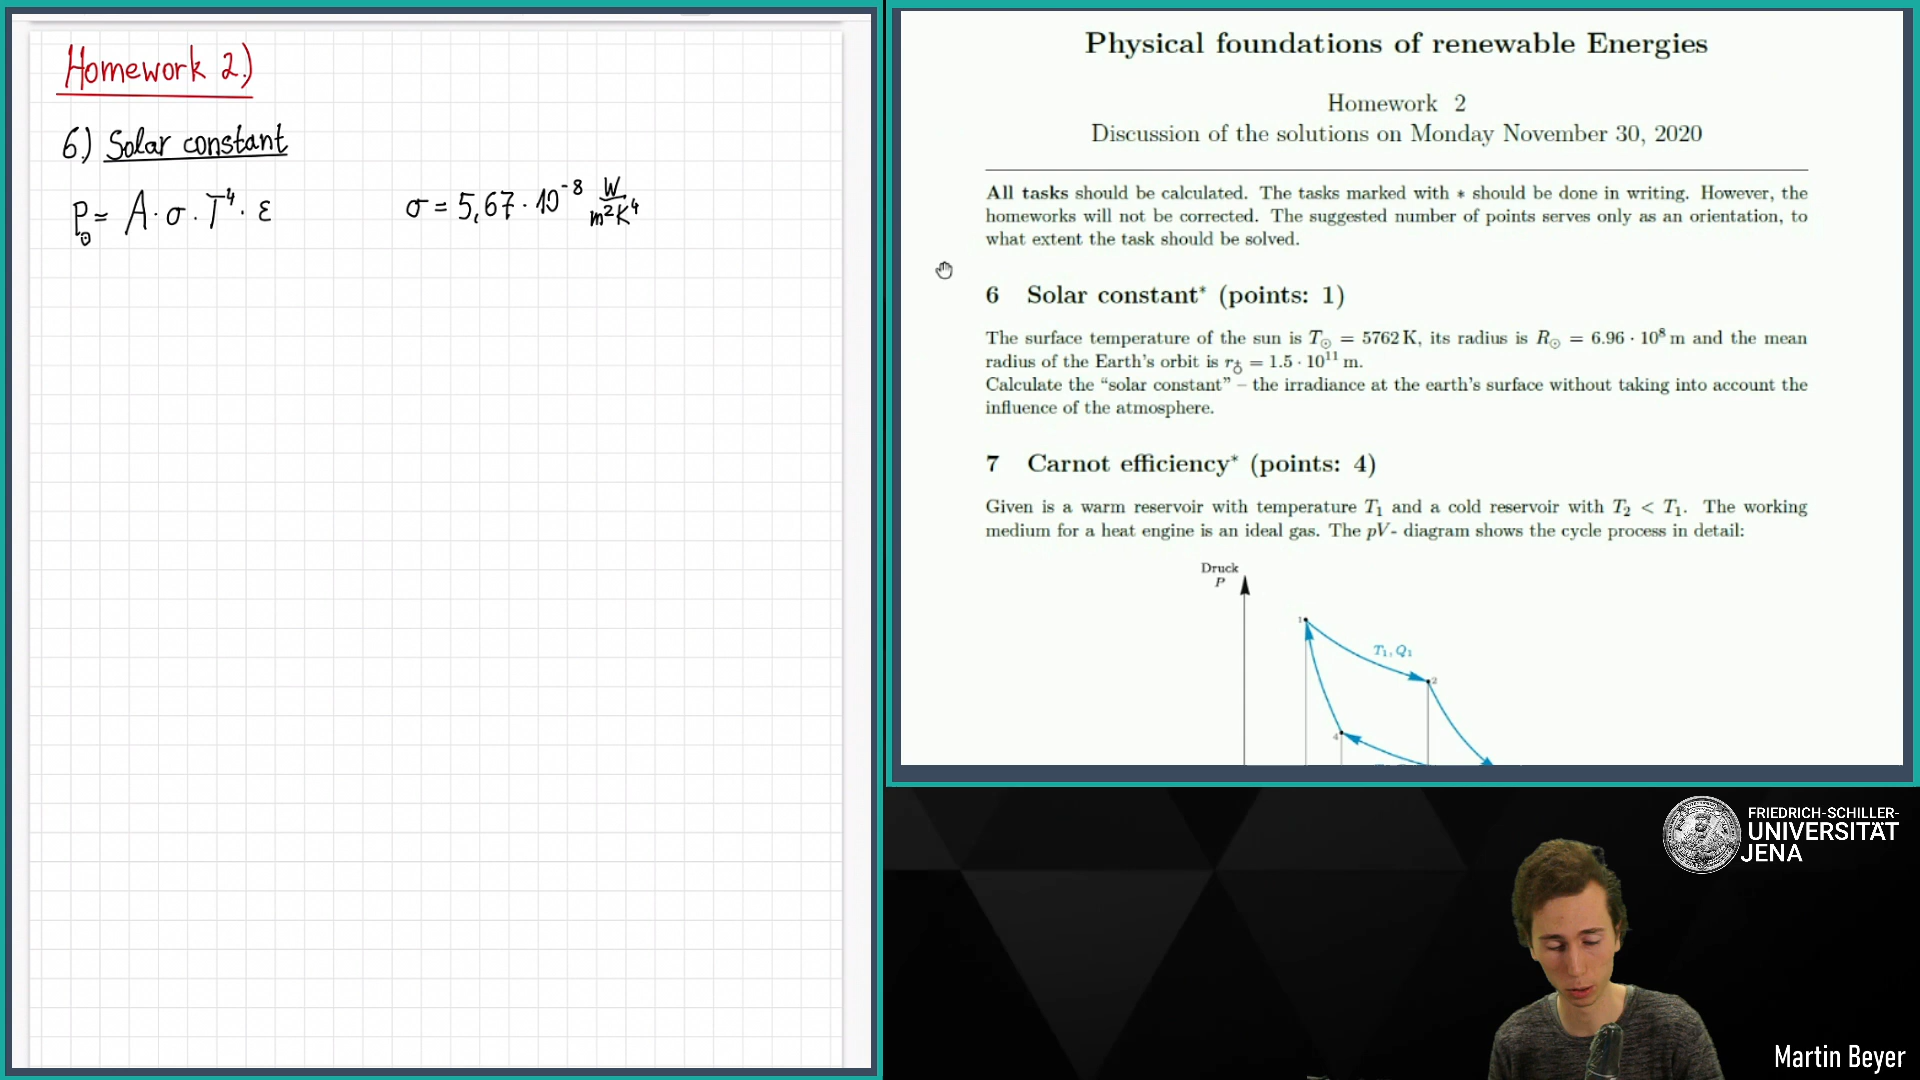 Homework 2.)
6.) Solar constant
P☉ = A · σ · T⁴ · ε
σ = 5,67 · 10⁻⁸ W/m²K⁴
Physical foundations of renewable Energies
Homework 2
Discussion of the solutions on Monday November 30, 2020
All tasks should be calculated. The tasks marked with * should be done in writing. However, the
homeworks will not be corrected. The suggested number of points serves only as an orientation, to
what extent the task should be solved.
6 Solar constant* (points: 1)
The surface temperature of the sun is T☉ = 5762 K, its radius is R☉ = 6.96 · 10⁸ m and the mean
radius of the Earth's orbit is r♁ = 1.5 · 10¹¹ m.
Calculate the “solar constant” – the irradiance at the earth's surface without taking into account the
influence of the atmosphere.
7 Carnot efficiency* (points: 4)
Given is a warm reservoir with temperature T₁ and a cold reservoir with T₂ < T₁. The working
medium for a heat engine is an ideal gas. The pV- diagram shows the cycle process in detail:
Druck
P
1
T₁, Q₁
2
4
FRIEDRICH-SCHILLER-
UNIVERSITÄT
JENA
Martin Beyer